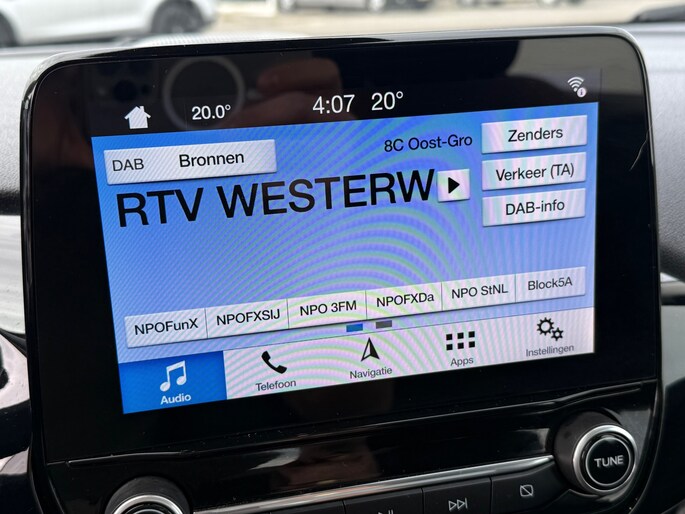 20.0° 4:07 20°
DAB Bronnen
8C Oost-Gro
Zenders
RTV WESTERW
Verkeer (TA)
DAB-info
NPOFunX NPOFXSlJ NPO 3FM NPOFXDa NPO StNL Block5A
Audio Telefoon Navigatie Apps Instellingen
TUNE